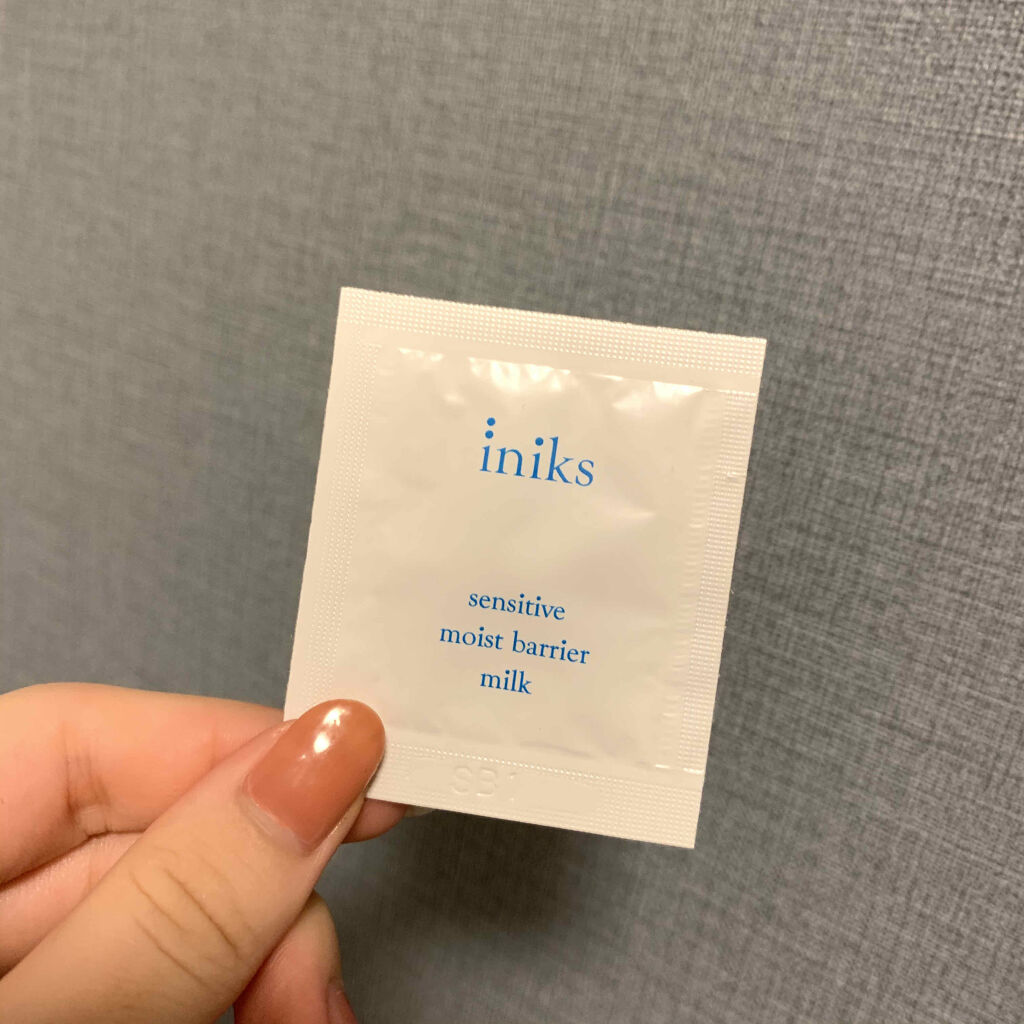 iniks
sensitive
moist barrier
milk
SB1